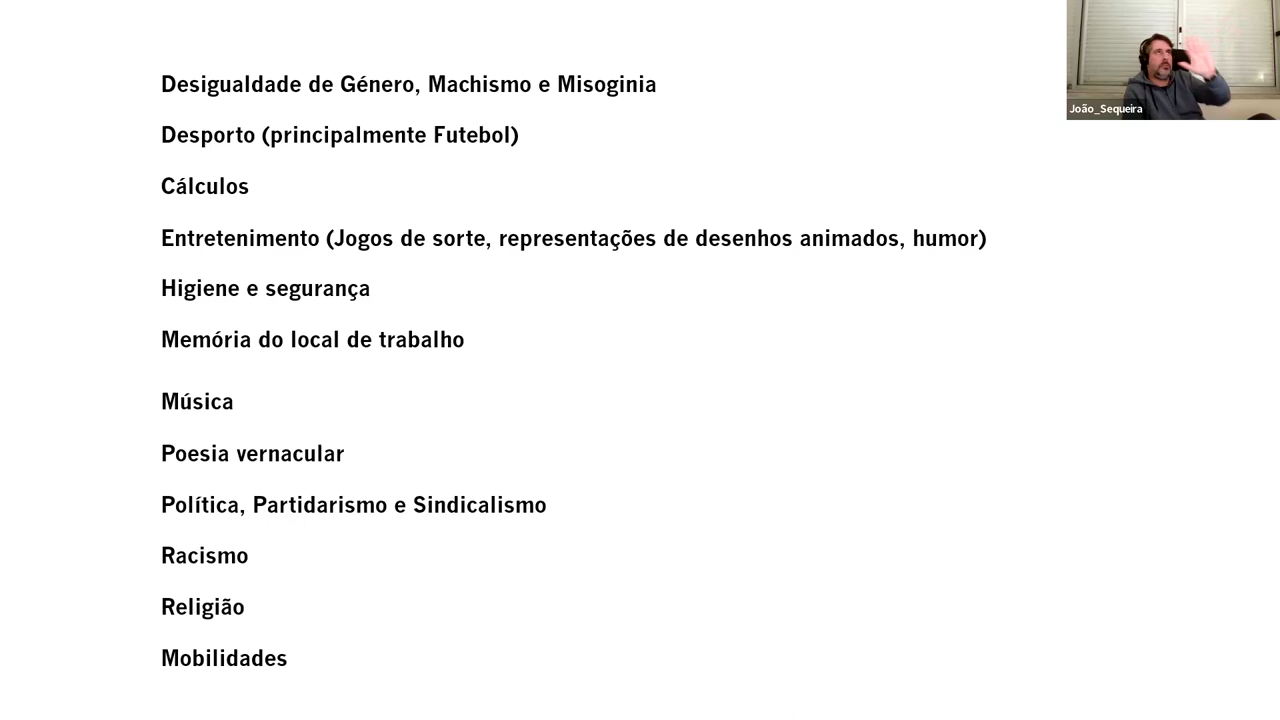 Desigualdade de Género, Machismo e Misoginia
Desporto (principalmente Futebol)
Cálculos
Entretenimento (Jogos de sorte, representações de desenhos animados, humor)
Higiene e segurança
Memória do local de trabalho
Música
Poesia vernacular
Política, Partidarismo e Sindicalismo
Racismo
Religião
Mobilidades
João_Sequeira